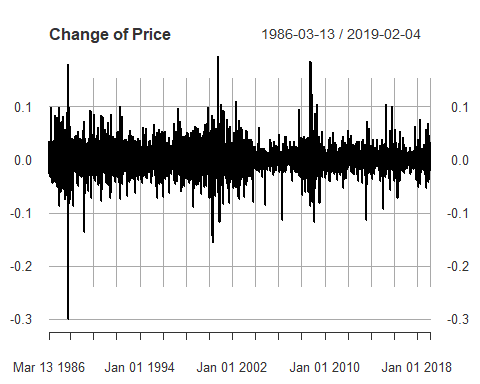 Change of Price 1986-03-13 / 2019-02-04
0.1 0.1
0.0 0.0
-0.1 -0.1
-0.2 -0.2
-0.3 -0.3
Mar 13 1986 Jan 01 1994 Jan 02 2002 Jan 01 2010 Jan 01 2018